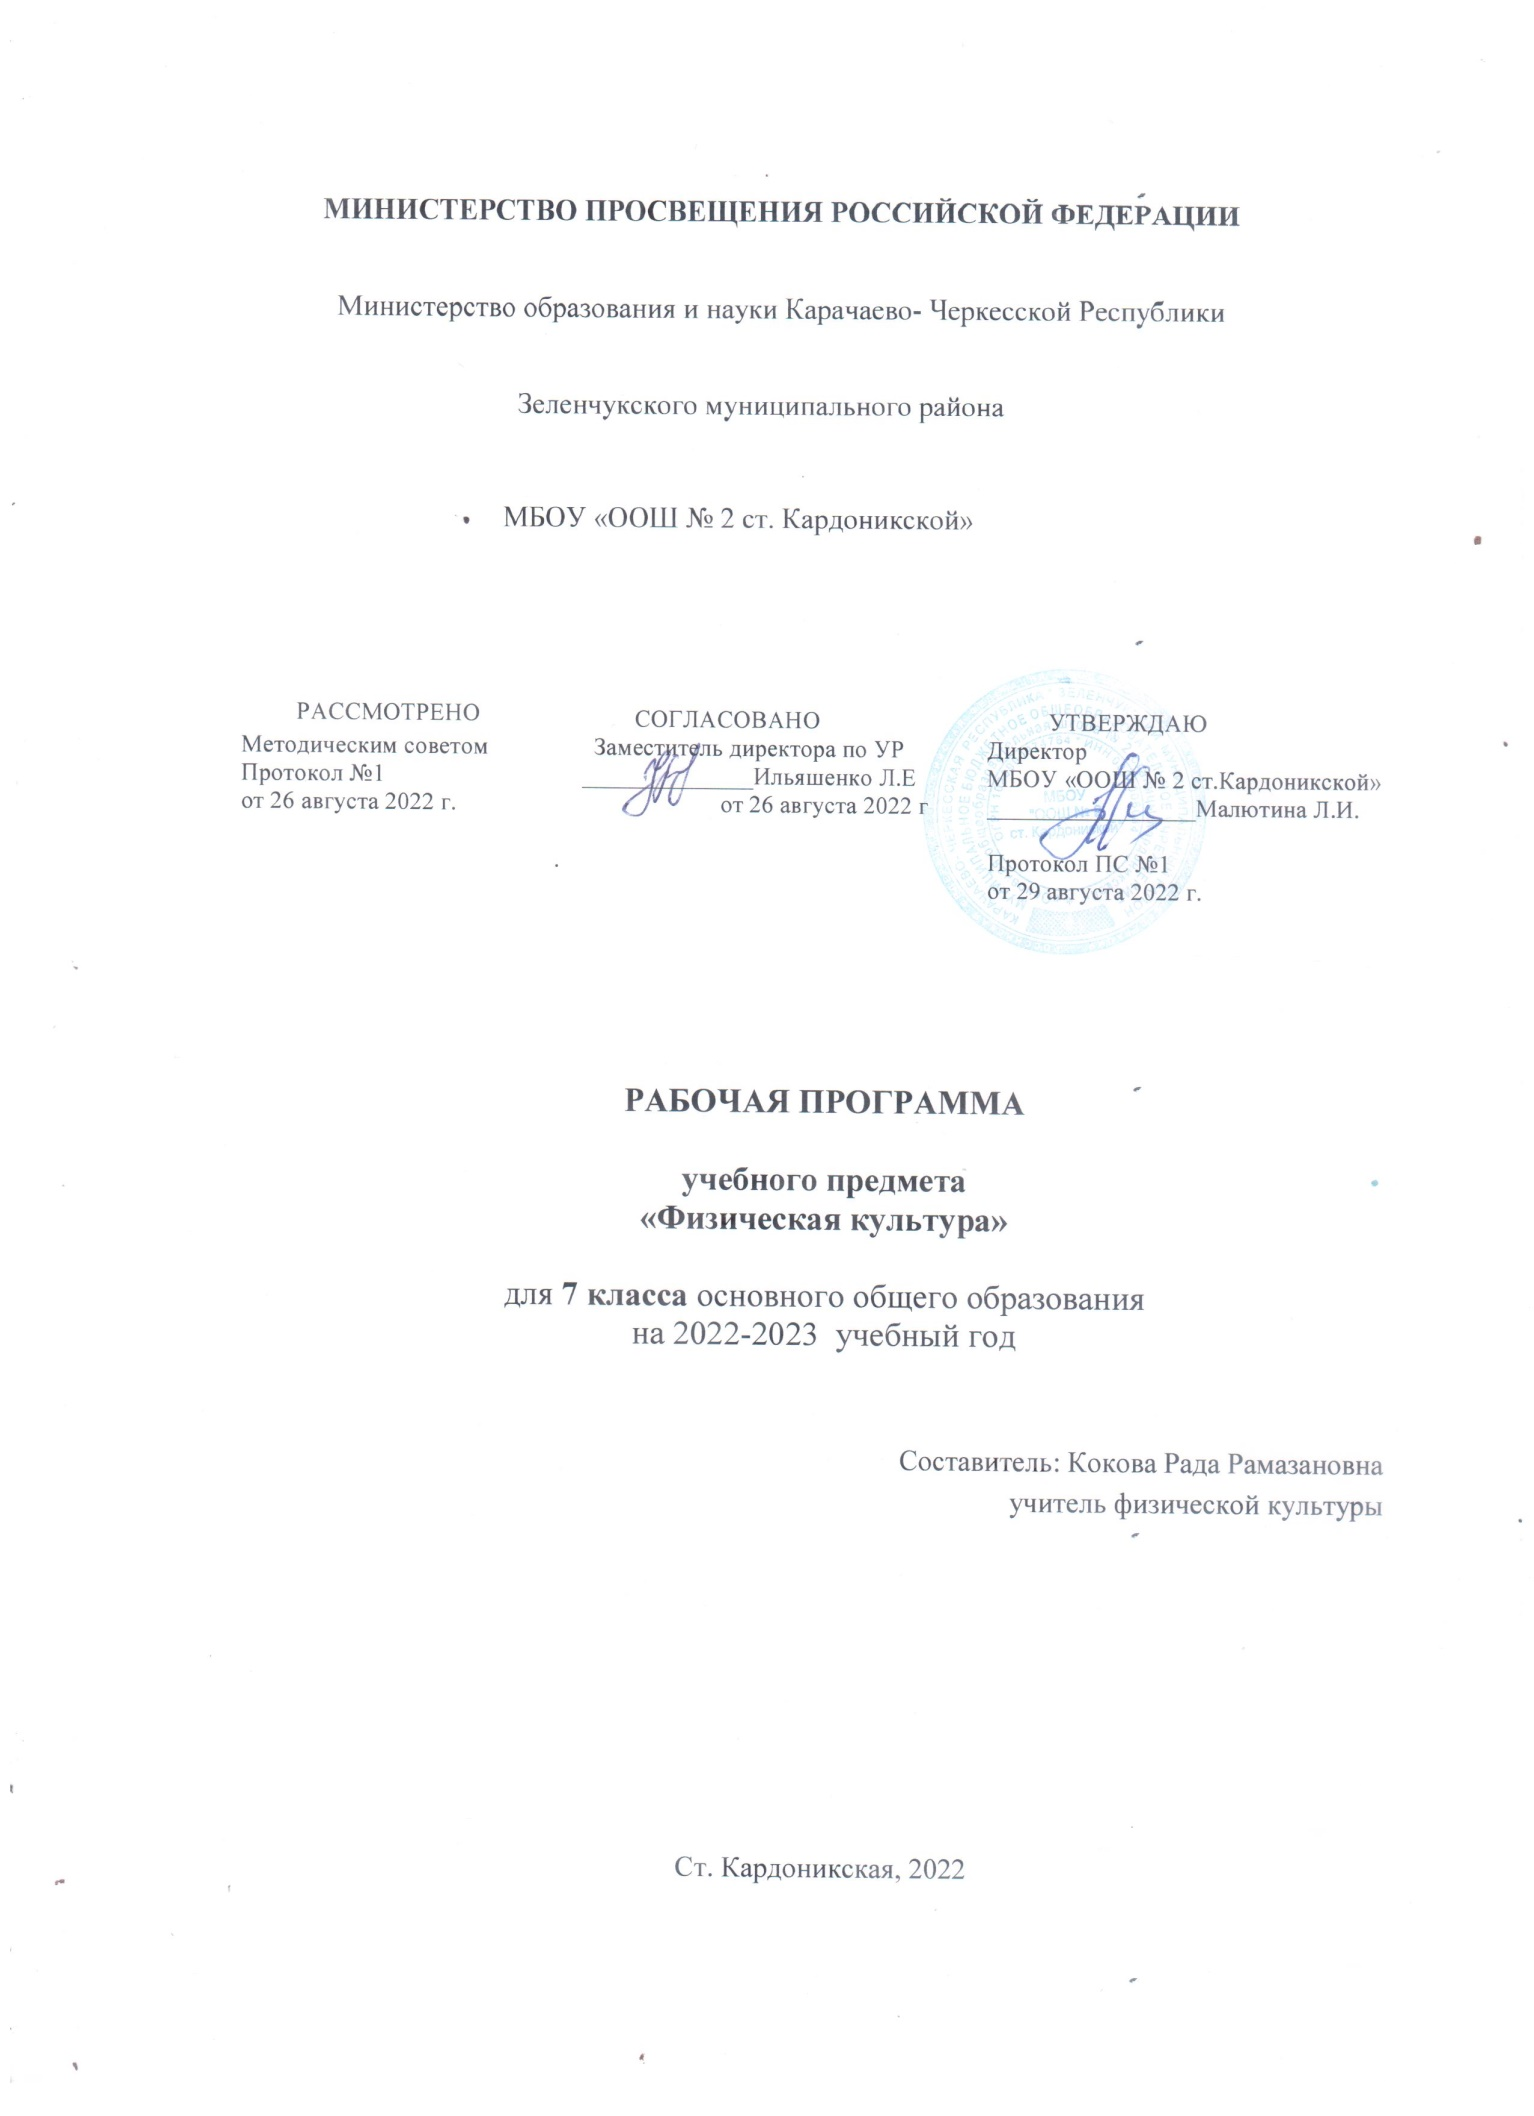 МИНИСТЕРСТВО ПРОСВЕЩЕНИЯ РОССИЙСКОЙ ФЕДЕРАЦИИ
Министерство образования и науки Карачаево- Черкесской Республики
Зеленчукского муниципального района
МБОУ «ООШ № 2 ст. Кардоникской»
РАССМОТРЕНО
Методическим советом
Протокол №1
от 26 августа 2022 г.
СОГЛАСОВАНО
Заместитель директора по УР
______________Ильяшенко Л.Е
от 26 августа 2022 г
УТВЕРЖДАЮ
Директор
МБОУ «ООШ № 2 ст.Кардоникской»
_________________Малютина Л.И.
Протокол ПС №1
от 29 августа 2022 г.
РАБОЧАЯ ПРОГРАММА
учебного предмета
«Физическая культура»
для 7 класса основного общего образования
на 2022-2023 учебный год
Составитель: Кокова Рада Рамазановна
учитель физической культуры
Ст. Кардоникская, 2022